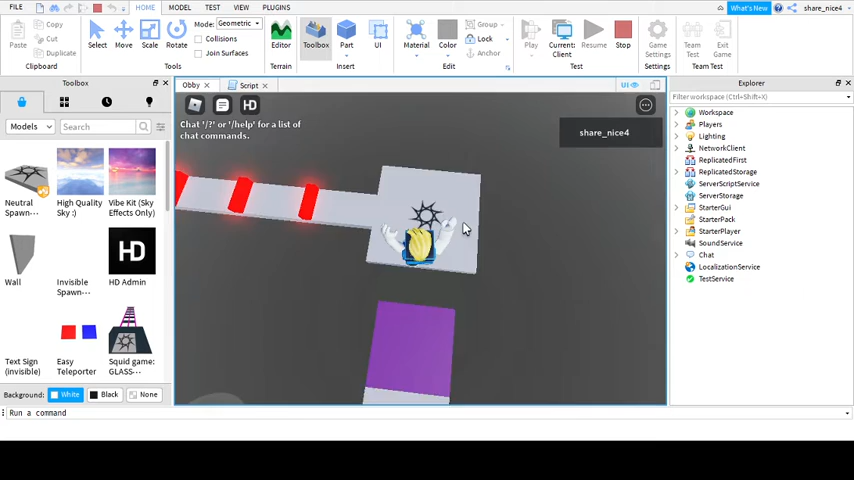 FILE
HOME
MODEL
TEST
VIEW
PLUGINS
What's New
share_nice4
Paste
Copy
Cut
Duplicate
Clipboard
Select
Move
Scale
Rotate
Mode: Geometric
Collisions
Join Surfaces
Tools
Editor
Terrain
Toolbox
Part
UI
Insert
Material
Color
Group
Lock
Anchor
Edit
Play
Current:
Client
Resume
Stop
Test
Game
Settings
Settings
Team
Test
Exit
Game
Team Test
Toolbox
Obby
Script
UI
Explorer
Filter workspace (Ctrl+Shift+X)
Models
Search
Neutral
Spawn--·
High Quality
Sky :)
Vibe Kit (Sky
Effects Only)
Wall
Invisible
Spawn---
HD Admin
Text Sign
(invisible)
Easy
Teleporter
Squid game:
GLASS---
Background:
White
Black
None
HD
Chat '/?' or '/help' for a list
of chat commands.
share_nice4
Workspace
Players
Lighting
NetworkClient
ReplicatedFirst
ReplicatedStorage
ServerScriptService
ServerStorage
StarterGui
StarterPack
StarterPlayer
SoundService
Chat
LocalizationService
TestService
Run a command